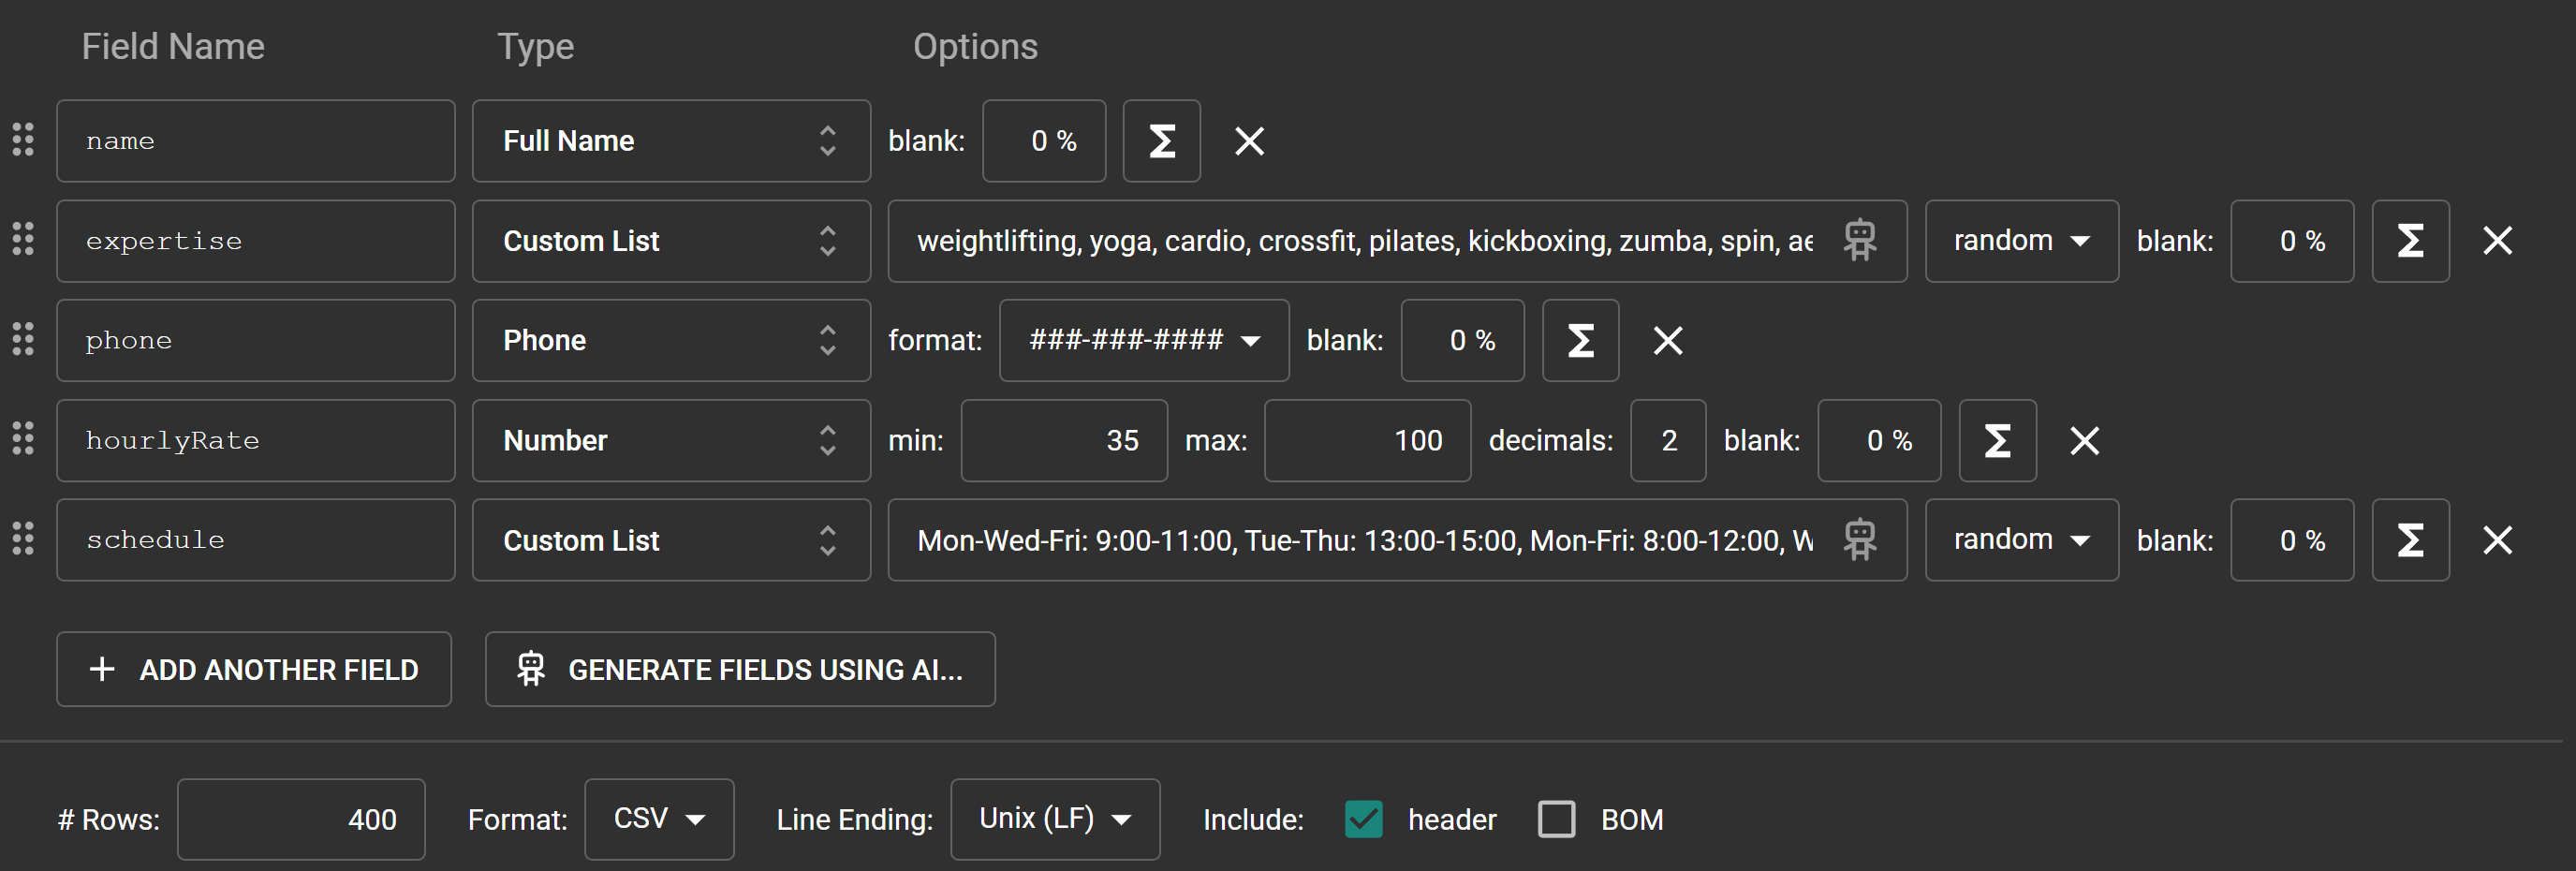 Field Name Type Options
name Full Name blank: 0 % Σ
expertise Custom List weightlifting, yoga, cardio, crossfit, pilates, kickboxing, zumba, spin, ae random blank: 0 % Σ
phone Phone format: ###-###-#### blank: 0 % Σ
hourlyRate Number min: 35 max: 100 decimals: 2 blank: 0 % Σ
schedule Custom List Mon-Wed-Fri: 9:00-11:00, Tue-Thu: 13:00-15:00, Mon-Fri: 8:00-12:00, W random blank: 0 % Σ
+ ADD ANOTHER FIELD GENERATE FIELDS USING AI...
# Rows: 400 Format: CSV Line Ending: Unix (LF) Include: header BOM